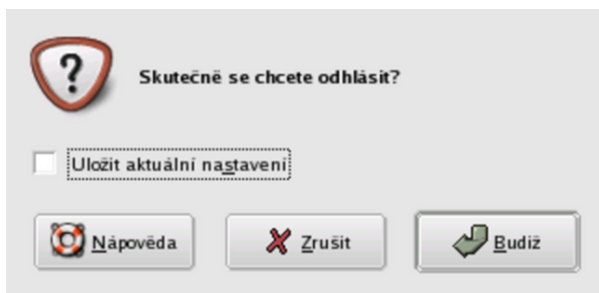 Skutečně se chcete odhlásit?
Uložit aktuální nastavení
Nápověda
Zrušit
Budiž